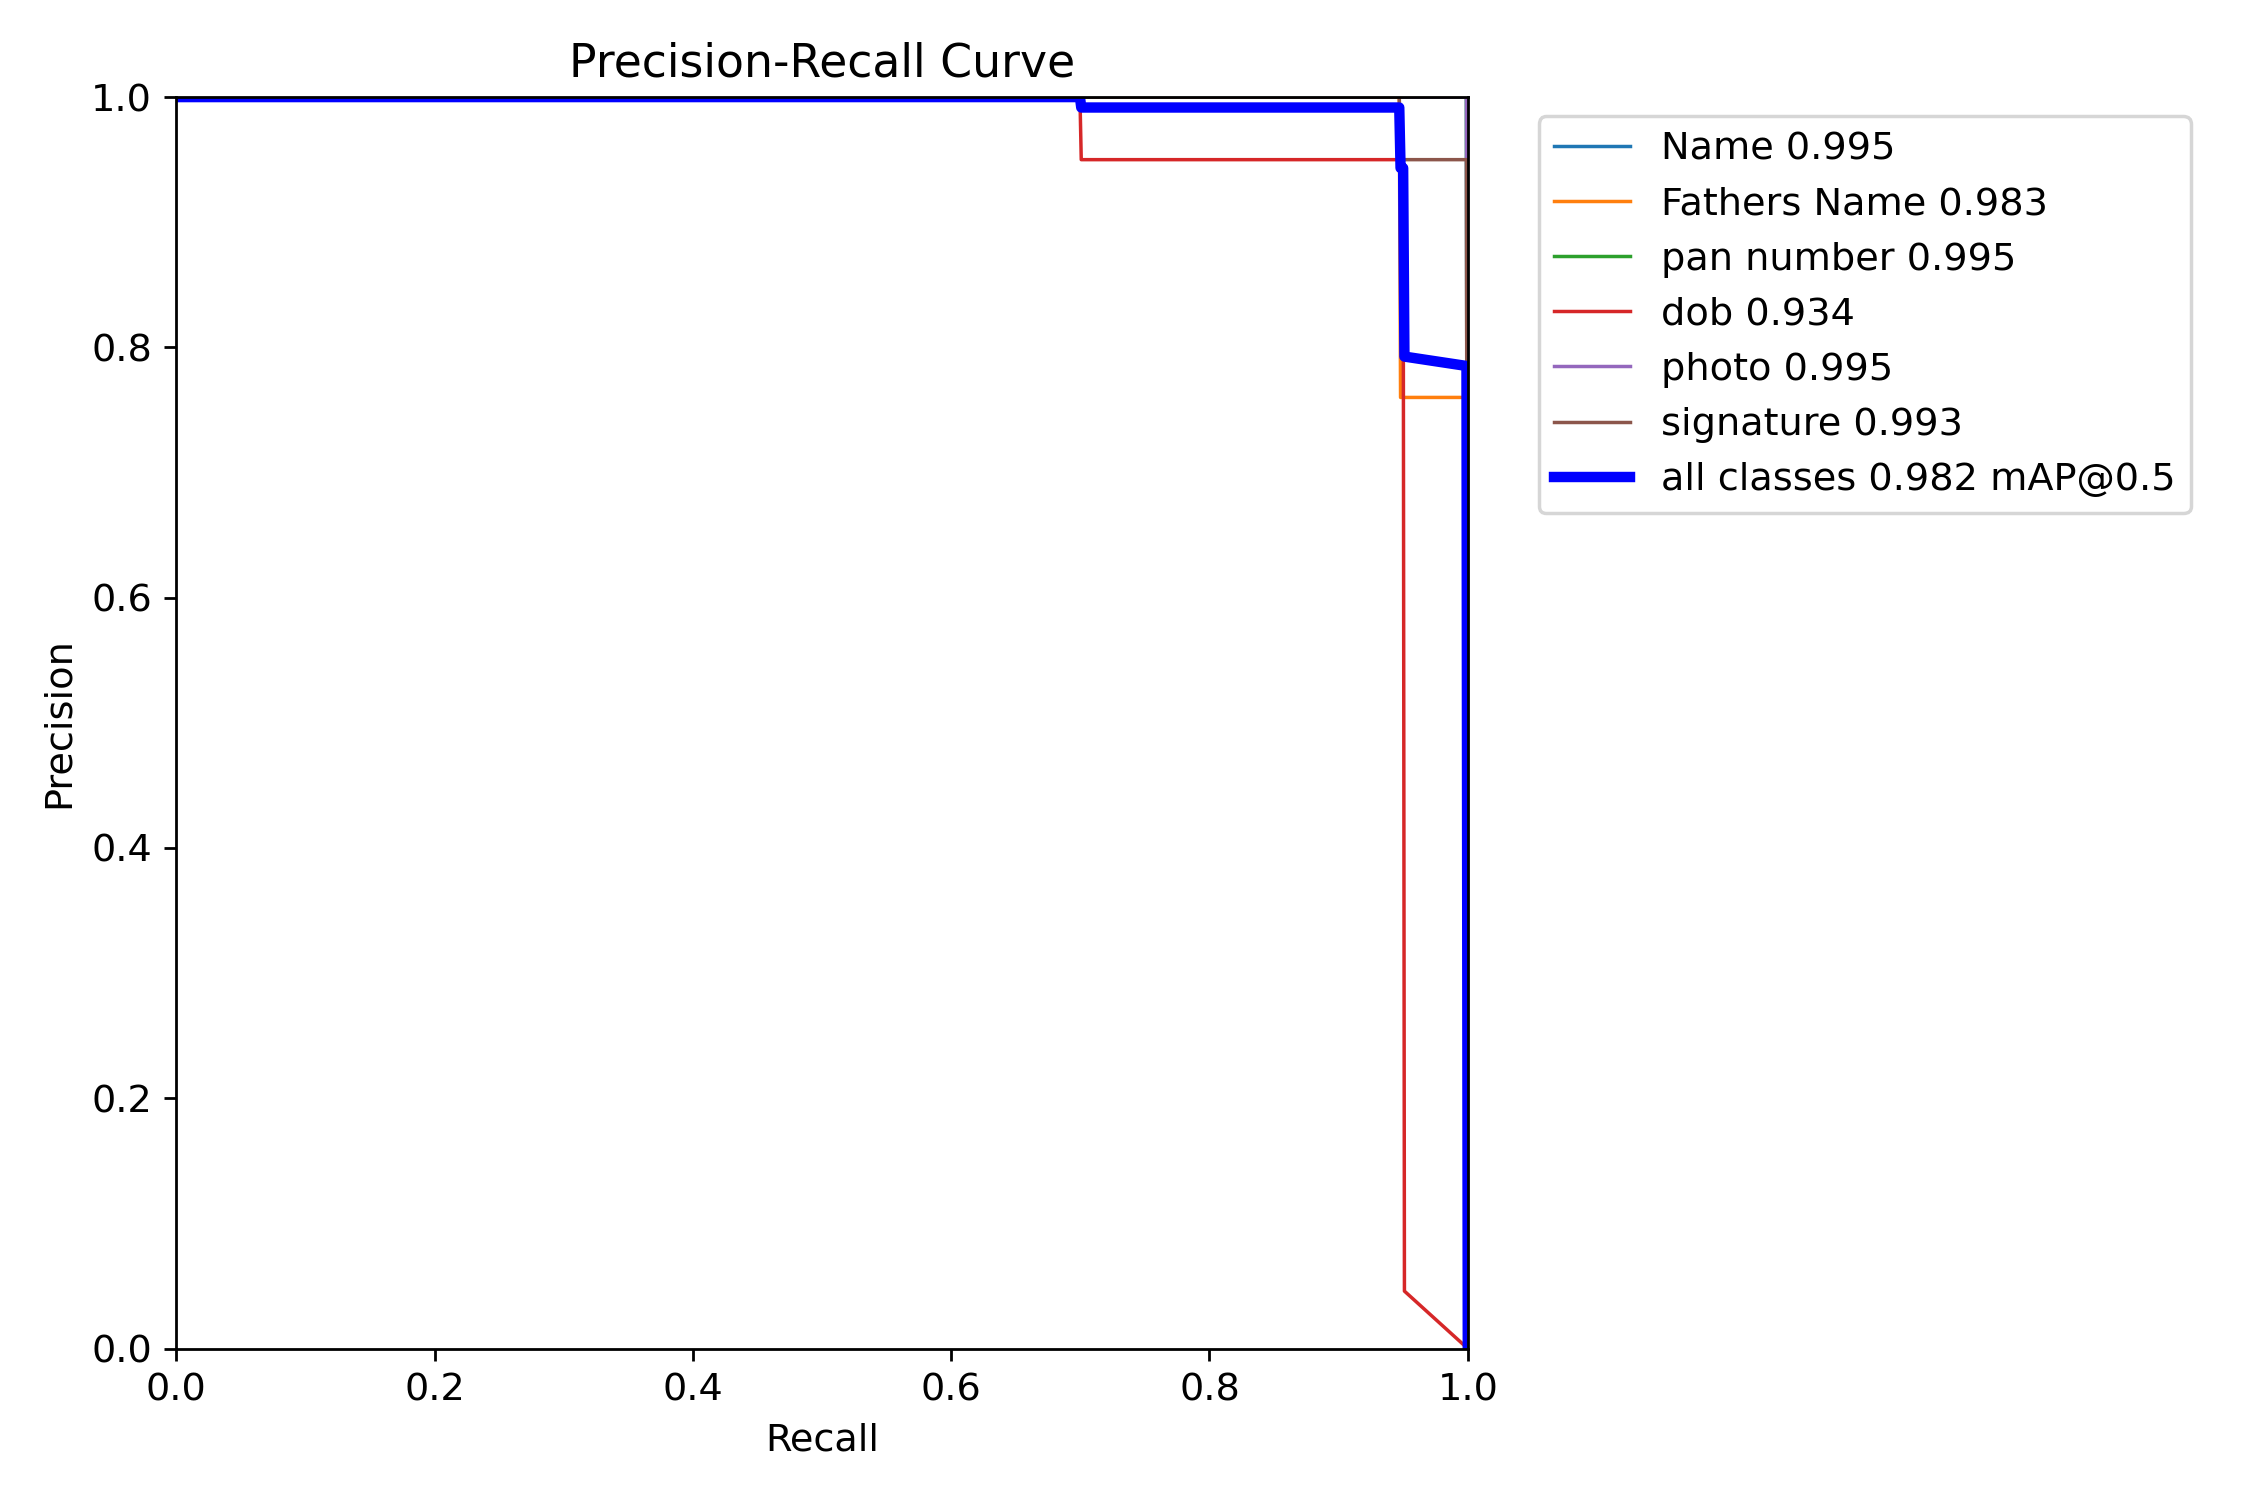 Precision-Recall Curve
1.0
0.8
0.6
0.4
0.2
0.0
Precision
0.0 0.2 0.4 0.6 0.8 1.0
Recall
Name 0.995
Fathers Name 0.983
pan number 0.995
dob 0.934
photo 0.995
signature 0.993
all classes 0.982 mAP@0.5